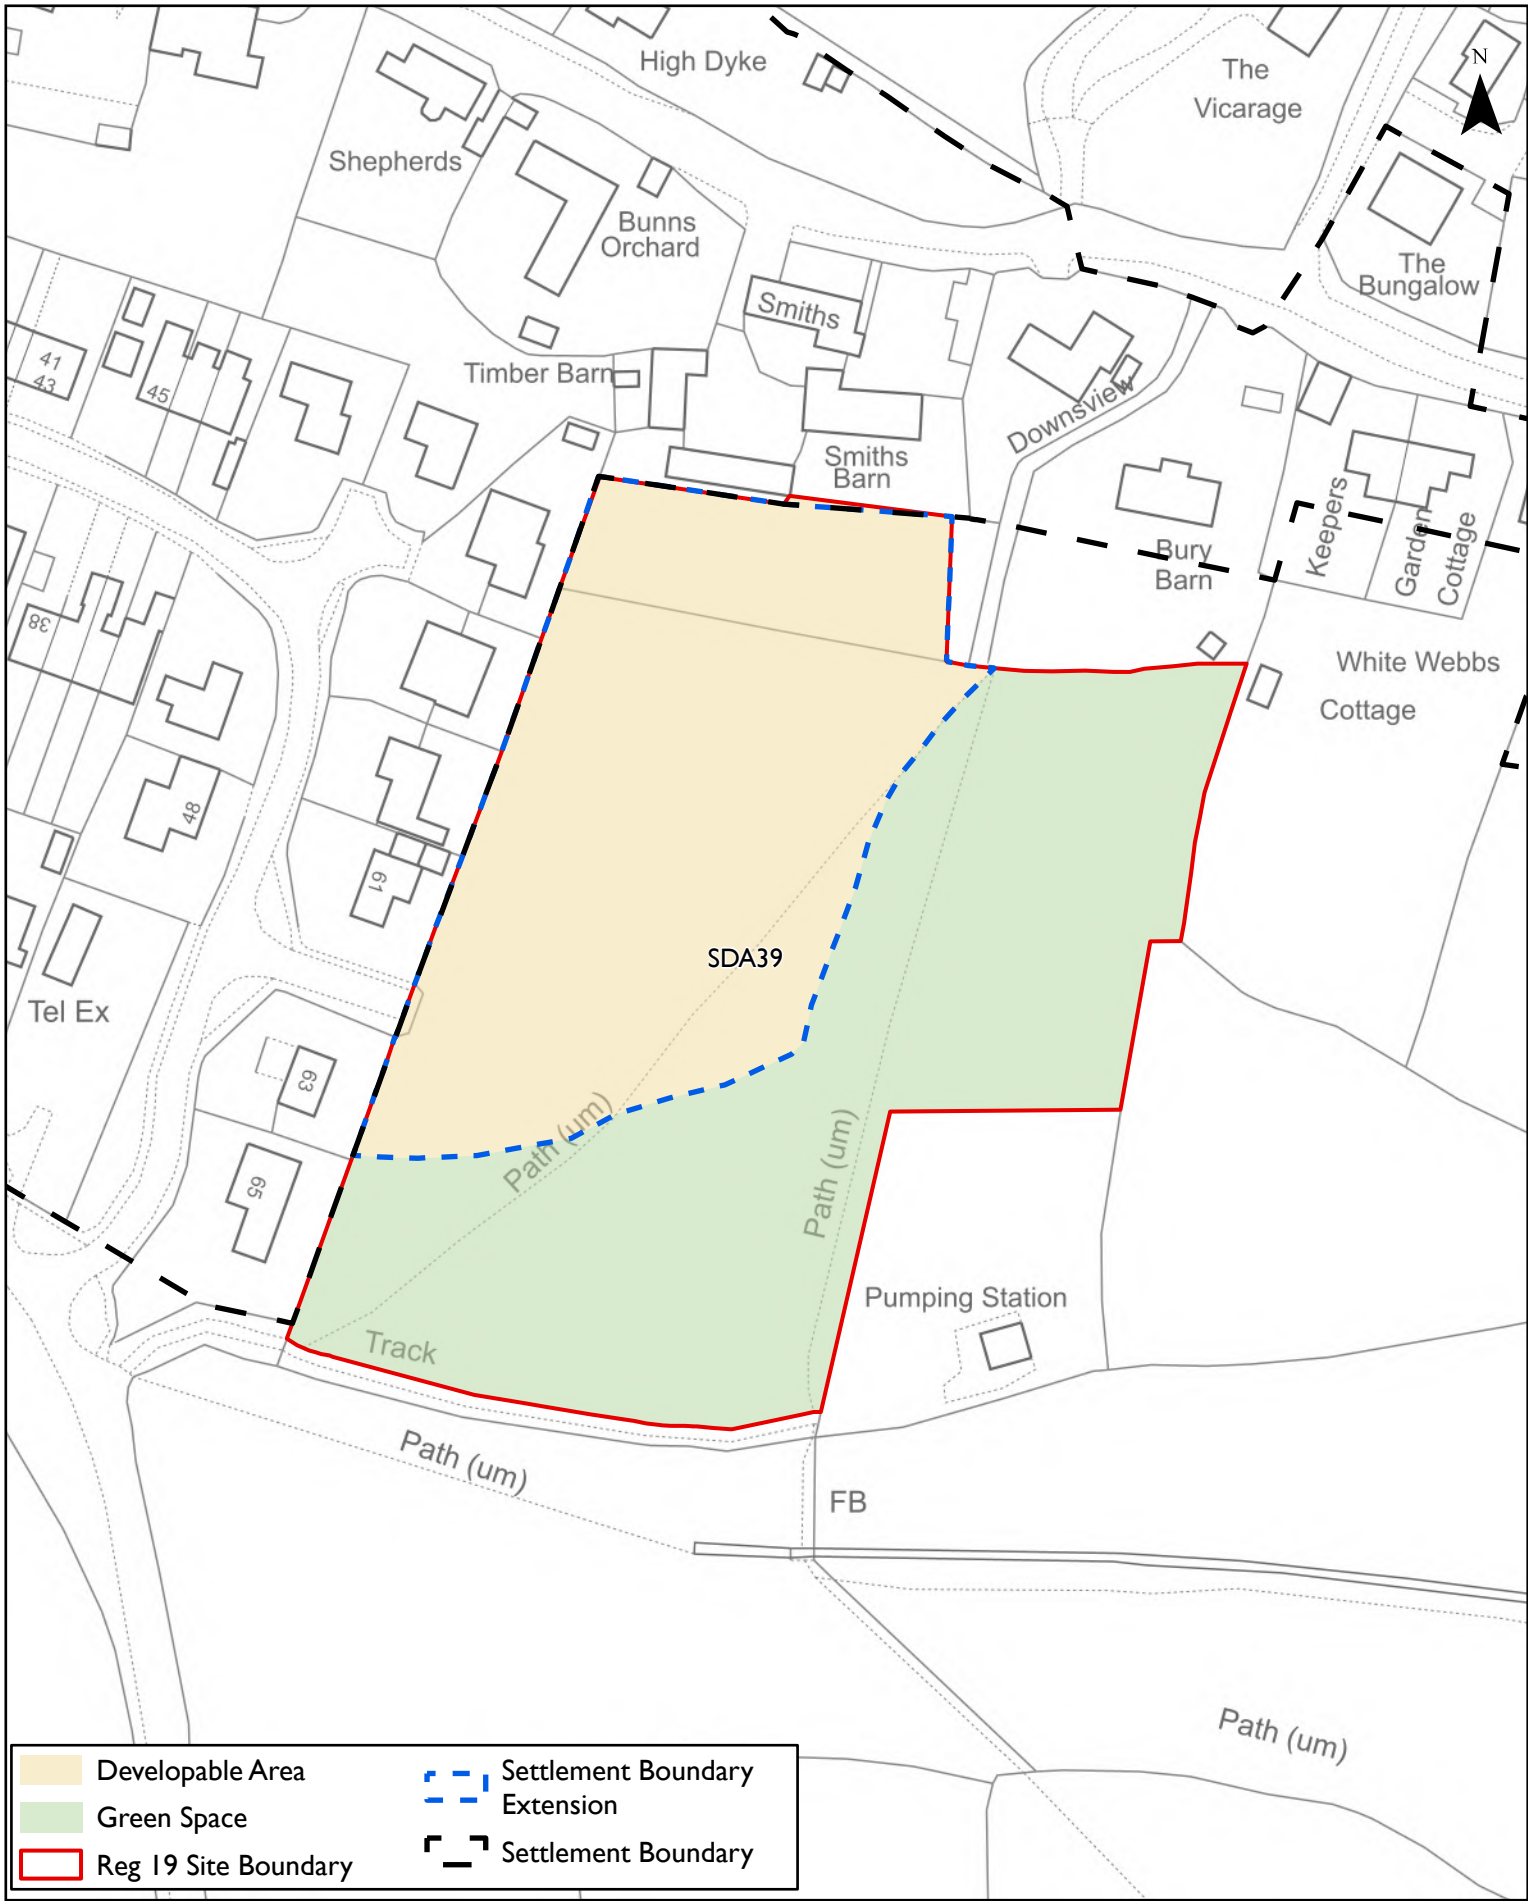 High Dyke
The
Vicarage
N
Shepherds
Bunns
Orchard
The
Bungalow
Smiths
41
43
45
Timber Barn
Downsview
Smiths
Barn
Keepers
Garden
Cottage
Bury
Barn
38
White Webbs
Cottage
48
61
SDA39
Tel Ex
63
Path (um)
Path (um)
65
Pumping Station
Track
Path (um)
FB
Path (um)
Developable Area
Green Space
Reg 19 Site Boundary
Settlement Boundary
Extension
Settlement Boundary